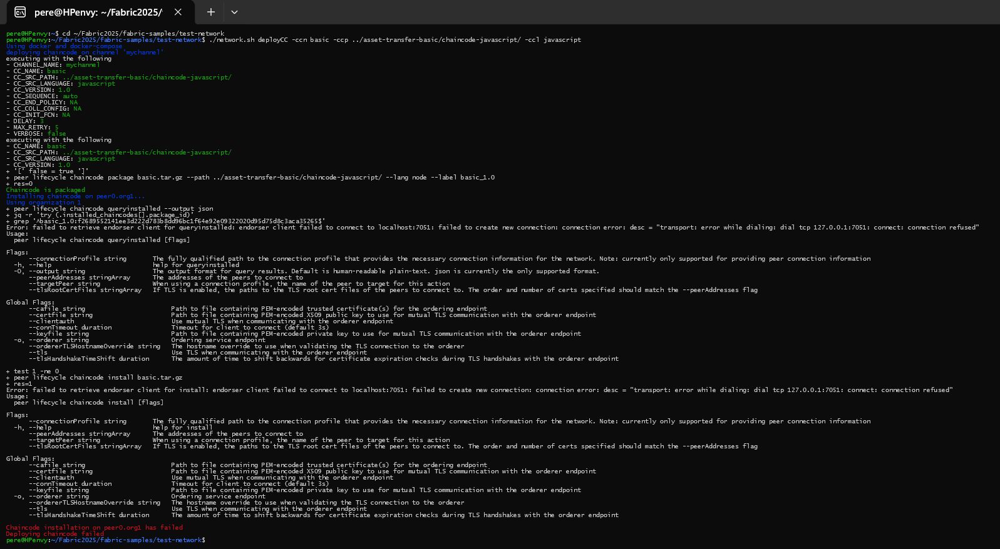 pere@HPenvy: ~/Fabric2025/
pere@HPenvy:~$ cd ~/Fabric2025/fabric-samples/test-network
pere@HPenvy:~/Fabric2025/fabric-samples/test-network$ ./network.sh deployCC -ccn basic -ccp ../asset-transfer-basic/chaincode-javascript/ -ccl javascript
Using docker and docker-compose
deploying chaincode on channel 'mychannel'
executing with the following
- CHANNEL_NAME: mychannel
- CC_NAME: basic
- CC_SRC_PATH: ../asset-transfer-basic/chaincode-javascript/
- CC_SRC_LANGUAGE: javascript
- CC_VERSION: 1.0
- CC_SEQUENCE: auto
- CC_END_POLICY: NA
- CC_COLL_CONFIG: NA
- CC_INIT_FCN: NA
- DELAY: 3
- MAX_RETRY: 5
- VERBOSE: false
executing with the following
- CC_NAME: basic
- CC_SRC_PATH: ../asset-transfer-basic/chaincode-javascript/
- CC_SRC_LANGUAGE: javascript
- CC_VERSION: 1.0
+ '[' false = true ']'
+ peer lifecycle chaincode package basic.tar.gz --path ../asset-transfer-basic/chaincode-javascript/ --lang node --label basic_1.0
+ res=0
Chaincode is packaged
Installing chaincode on peer0.org1...
Using organization 1
+ peer lifecycle chaincode queryinstalled --output json
+ jq -r 'try (.installed_chaincodes[].package_id)'
+ grep '^basic_1.0:f2689552141ee3d222d783b8dd96bc1f64e92e09322020d95d75d8c3aca35265$'
Error: failed to retrieve endorser client for queryinstalled: endorser client failed to connect to localhost:7051: failed to create new connection: connection error: desc = "transport: error while dialing: dial tcp 127.0.0.1:7051: connect: connection refused"
Usage:
  peer lifecycle chaincode queryinstalled [flags]
Flags:
      --connectionProfile string       The fully qualified path to the connection profile that provides the necessary connection information for the network. Note: currently only supported for providing peer connection information
  -h, --help                           help for queryinstalled
  -O, --output string                  The output format for query results. Default is human-readable plain-text. json is currently the only supported format.
      --peerAddresses stringArray      The addresses of the peers to connect to
      --targetPeer string              When using a connection profile, the name of the peer to target for this action
      --tlsRootCertFiles stringArray   If TLS is enabled, the paths to the TLS root cert files of the peers to connect to. The order and number of certs specified should match the --peerAddresses flag
Global Flags:
      --cafile string                       Path to file containing PEM-encoded trusted certificate(s) for the ordering endpoint
      --certfile string                     Path to file containing PEM-encoded X509 public key to use for mutual TLS communication with the orderer endpoint
      --clientauth                          Use mutual TLS when communicating with the orderer endpoint
      --connTimeout duration                Timeout for client to connect (default 3s)
      --keyfile string                      Path to file containing PEM-encoded private key to use for mutual TLS communication with the orderer endpoint
  -o, --orderer string                      Ordering service endpoint
      --ordererTLSHostnameOverride string   The hostname override to use when validating the TLS connection to the orderer
      --tls                                 Use TLS when communicating with the orderer endpoint
      --tlsHandshakeTimeShift duration      The amount of time to shift backwards for certificate expiration checks during TLS handshakes with the orderer endpoint
+ test 1 -ne 0
+ peer lifecycle chaincode install basic.tar.gz
+ res=1
Error: failed to retrieve endorser client for install: endorser client failed to connect to localhost:7051: failed to create new connection: connection error: desc = "transport: error while dialing: dial tcp 127.0.0.1:7051: connect: connection refused"
Usage:
  peer lifecycle chaincode install [flags]
Flags:
      --connectionProfile string       The fully qualified path to the connection profile that provides the necessary connection information for the network. Note: currently only supported for providing peer connection information
  -h, --help                           help for install
      --peerAddresses stringArray      The addresses of the peers to connect to
      --targetPeer string              When using a connection profile, the name of the peer to target for this action
      --tlsRootCertFiles stringArray   If TLS is enabled, the paths to the TLS root cert files of the peers to connect to. The order and number of certs specified should match the --peerAddresses flag
Global Flags:
      --cafile string                       Path to file containing PEM-encoded trusted certificate(s) for the ordering endpoint
      --certfile string                     Path to file containing PEM-encoded X509 public key to use for mutual TLS communication with the orderer endpoint
      --clientauth                          Use mutual TLS when communicating with the orderer endpoint
      --connTimeout duration                Timeout for client to connect (default 3s)
      --keyfile string                      Path to file containing PEM-encoded private key to use for mutual TLS communication with the orderer endpoint
  -o, --orderer string                      Ordering service endpoint
      --ordererTLSHostnameOverride string   The hostname override to use when validating the TLS connection to the orderer
      --tls                                 Use TLS when communicating with the orderer endpoint
      --tlsHandshakeTimeShift duration      The amount of time to shift backwards for certificate expiration checks during TLS handshakes with the orderer endpoint
Chaincode installation on peer0.org1 has failed
Deploying chaincode failed
pere@HPenvy:~/Fabric2025/fabric-samples/test-network$